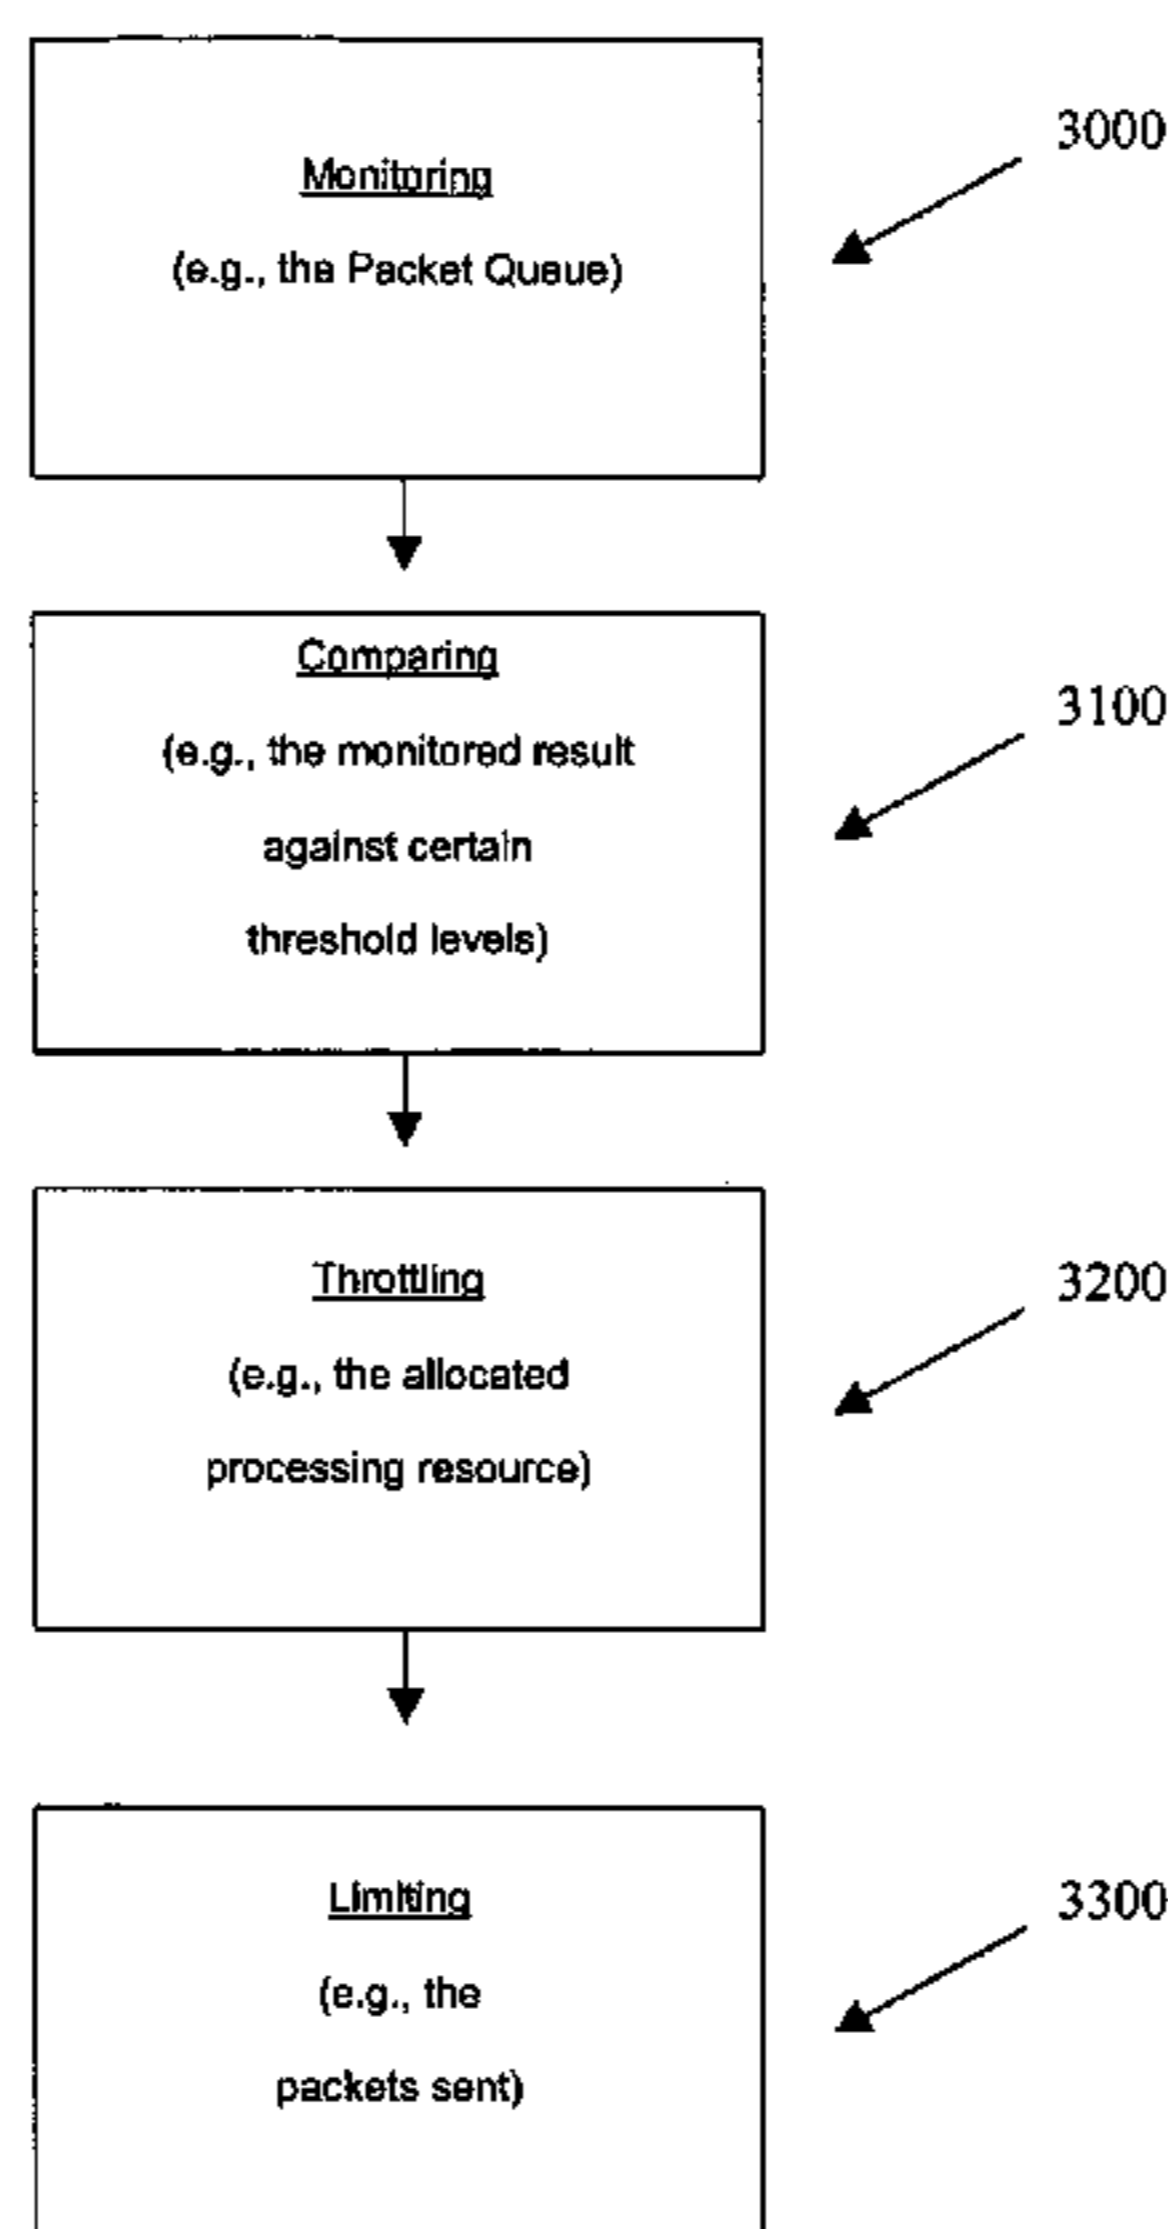 Monitoring
3000
(e.g., the Packet Queue)
Comparing
3100
(e.g., the monitored result
against certain
threshold levels)
Throttling
3200
(e.g., the allocated
processing resource)
Limiting
3300
(e.g., the
packets sent)